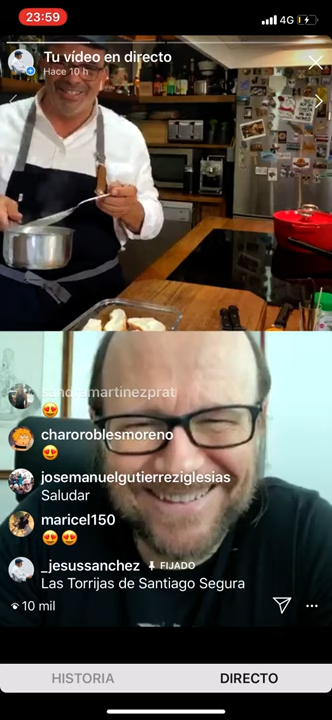 23:59
4G
Tu vídeo en directo
Hace 10 h
sandramartinezprat
charoroblesmoreno
josemanuelgutierreziglesias
Saludar
maricel150
_jesussanchez FIJADO
Las Torrijas de Santiago Segura
10 mil
HISTORIA DIRECTO